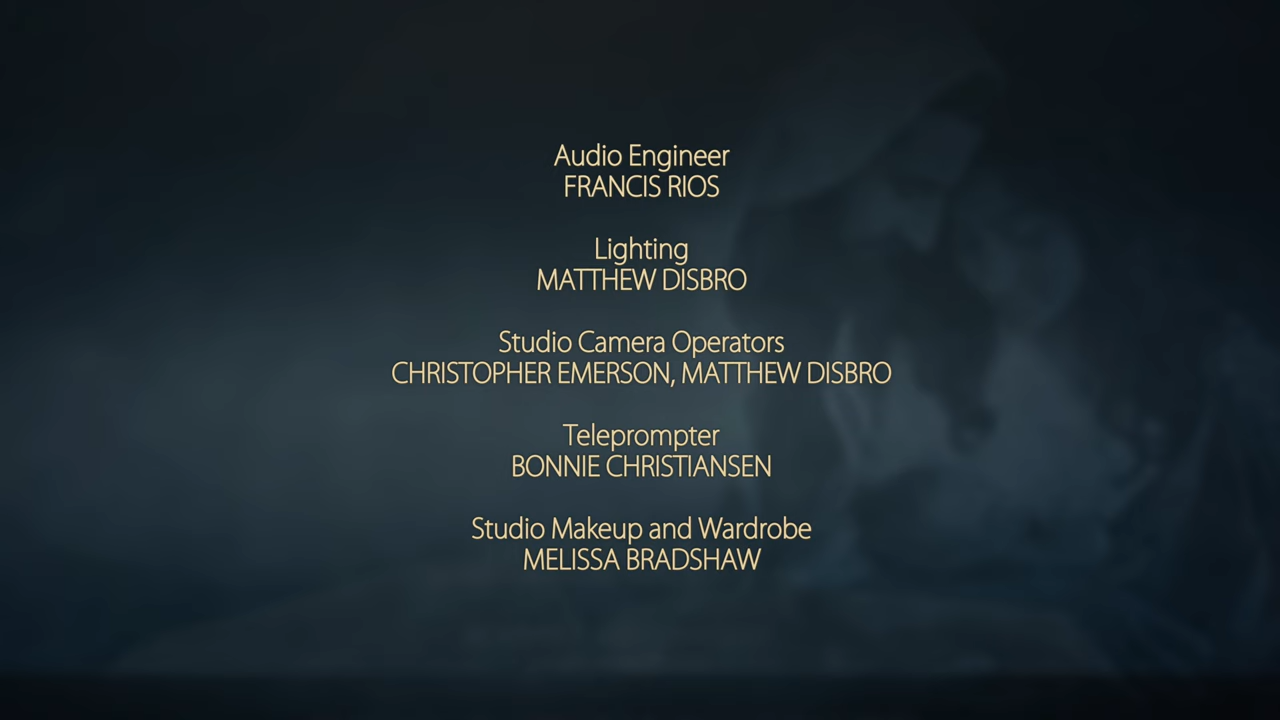 Audio Engineer
FRANCIS RIOS
Lighting
MATTHEW DISBRO
Studio Camera Operators
CHRISTOPHER EMERSON, MATTHEW DISBRO
Teleprompter
BONNIE CHRISTIANSEN
Studio Makeup and Wardrobe
MELISSA BRADSHAW